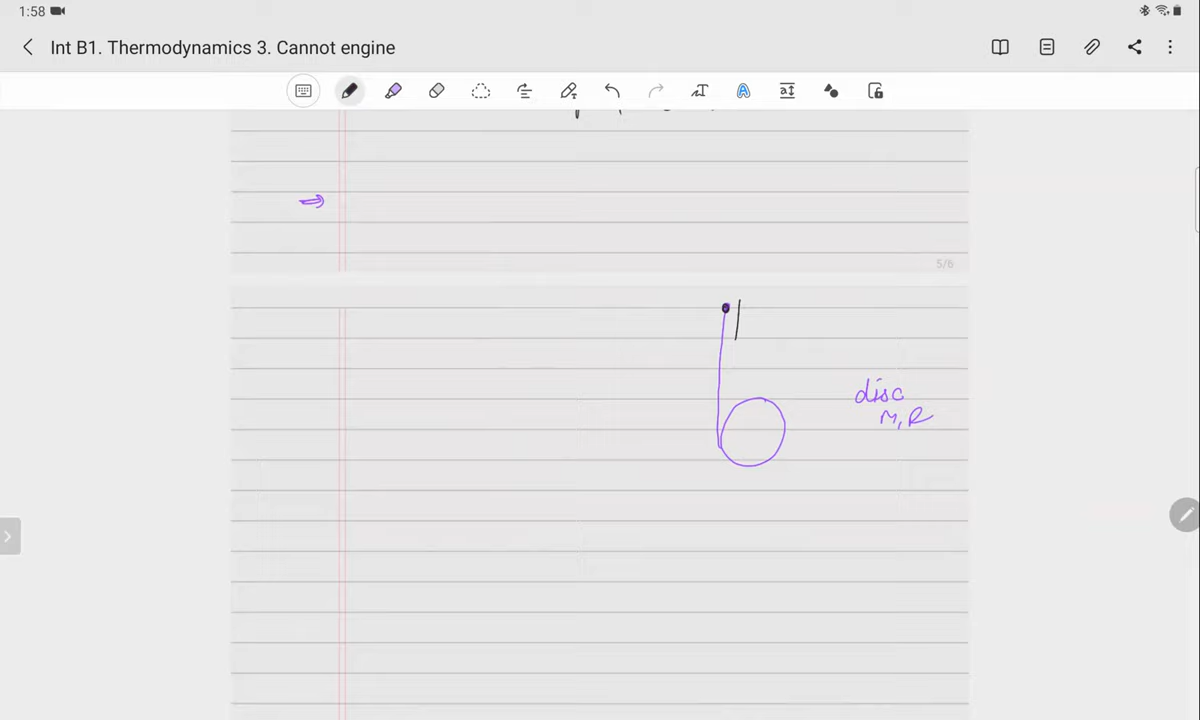 1:58
Int B1. Thermodynamics 3. Cannot engine
5/6
disc
M, R